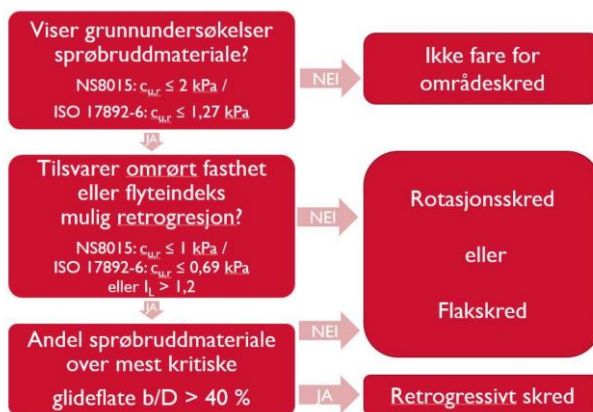 Viser grunnundersøkelser
sprøbruddmateriale?
NS8015: cu,r ≤ 2 kPa /
ISO 17892-6: cu,r ≤ 1,27 kPa
NEI
Ikke fare for
områdeskred
JA
Tilsvarer omrørt fasthet
eller flyteindeks
mulig retrogresjon?
NS8015: cu,r ≤ 1 kPa /
ISO 17892-6: cu,r ≤ 0,69 kPa
eller IL > 1,2
NEI
Rotasjonsskred
eller
Flakskred
JA
Andel sprøbruddmateriale
over mest kritiske
glideflate b/D > 40 %
NEI
JA
Retrogressivt skred